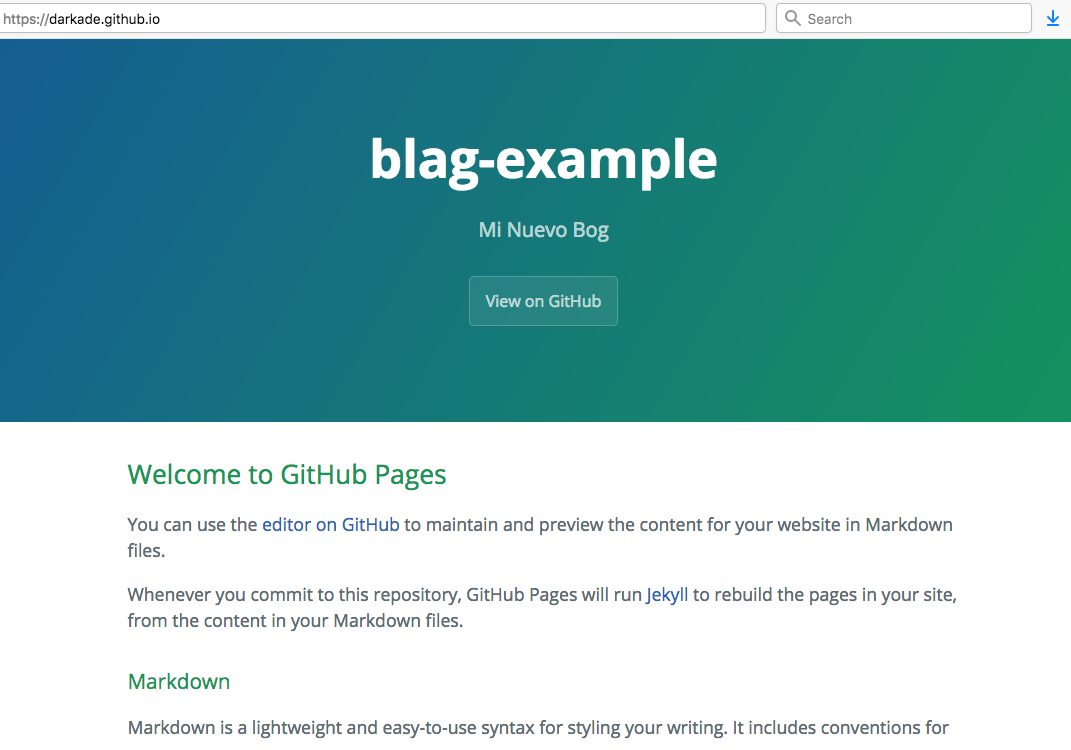 https://darkade.github.io
Search
blag-example
Mi Nuevo Bog
View on GitHub
Welcome to GitHub Pages
You can use the editor on GitHub to maintain and preview the content for your website in Markdown
files.
Whenever you commit to this repository, GitHub Pages will run Jekyll to rebuild the pages in your site,
from the content in your Markdown files.
Markdown
Markdown is a lightweight and easy-to-use syntax for styling your writing. It includes conventions for